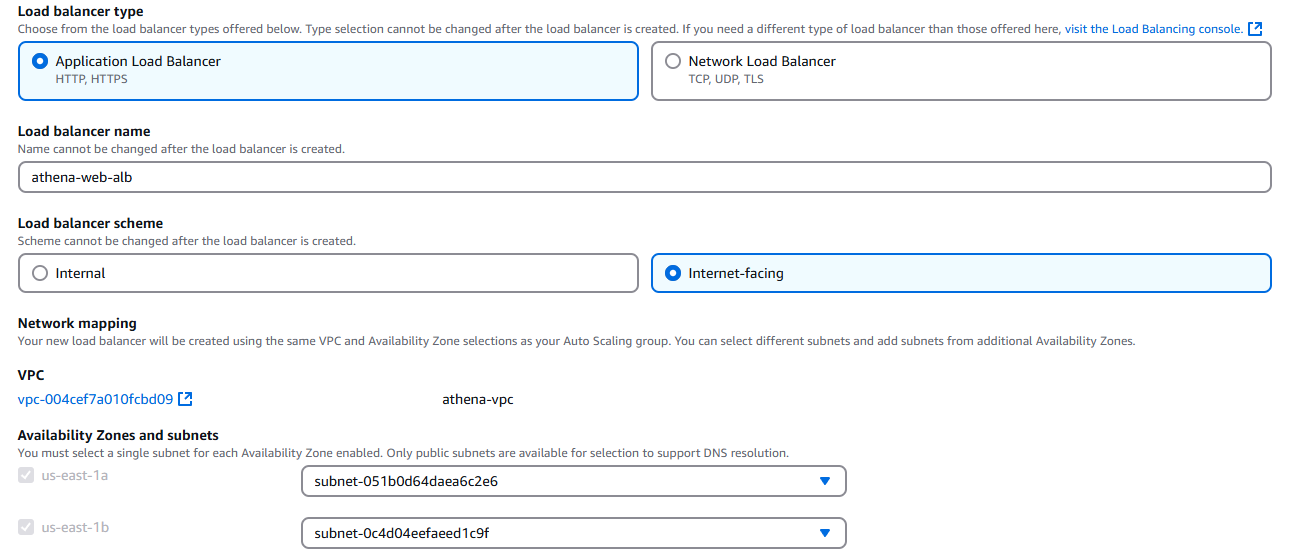 Load balancer type
Choose from the load balancer types offered below. Type selection cannot be changed after the load balancer is created. If you need a different type of load balancer than those offered here, visit the Load Balancing console.
Application Load Balancer
HTTP, HTTPS
Network Load Balancer
TCP, UDP, TLS
Load balancer name
Name cannot be changed after the load balancer is created.
athena-web-alb
Load balancer scheme
Scheme cannot be changed after the load balancer is created.
Internal
Internet-facing
Network mapping
Your new load balancer will be created using the same VPC and Availability Zone selections as your Auto Scaling group. You can select different subnets and add subnets from additional Availability Zones.
VPC
vpc-004cef7a010fcbd09
athena-vpc
Availability Zones and subnets
You must select a single subnet for each Availability Zone enabled. Only public subnets are available for selection to support DNS resolution.
us-east-1a
subnet-051b0d64daea6c2e6
us-east-1b
subnet-0c4d04eefaeed1c9f